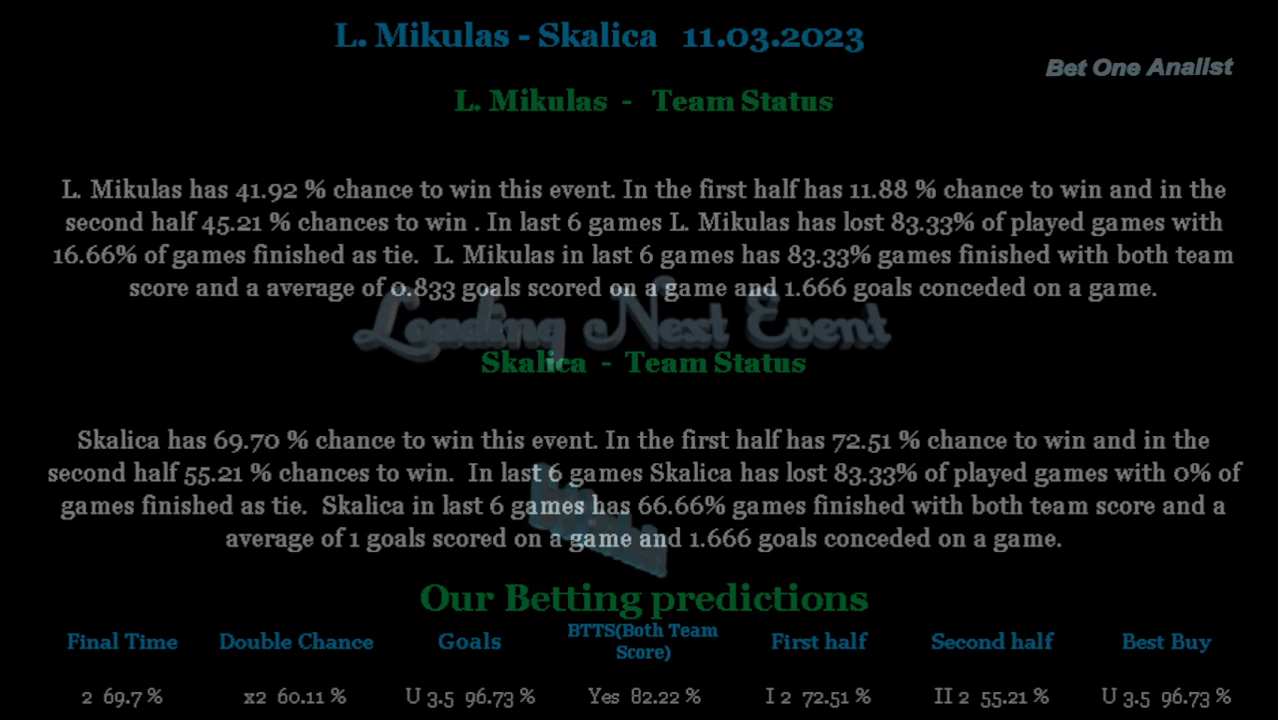 L. Mikulas - Skalica 11.03.2023
Bet One Analist
L. Mikulas - Team Status
L. Mikulas has 41.92 % chance to win this event. In the first half has 11.88 % chance to win and in the
second half 45.21 % chances to win . In last 6 games L. Mikulas has lost 83.33% of played games with
16.66% of games finished as tie. L. Mikulas in last 6 games has 83.33% games finished with both team
score and a average of 0.833 goals scored on a game and 1.666 goals conceded on a game.
Loading Next Event
Skalica - Team Status
Skalica has 69.70 % chance to win this event. In the first half has 72.51 % chance to win and in the
second half 55.21 % chances to win. In last 6 games Skalica has lost 83.33% of played games with 0% of
games finished as tie. Skalica in last 6 games has 66.66% games finished with both team score and a
average of 1 goals scored on a game and 1.666 goals conceded on a game.
Our Betting predictions
Final Time Double Chance Goals BTTS(Both Team First half Second half Best Buy
Score)
2 69.7 % x2 60.11 % U 3.5 96.73 % Yes 82.22 % I 2 72.51 % II 2 55.21 % U 3.5 96.73 %